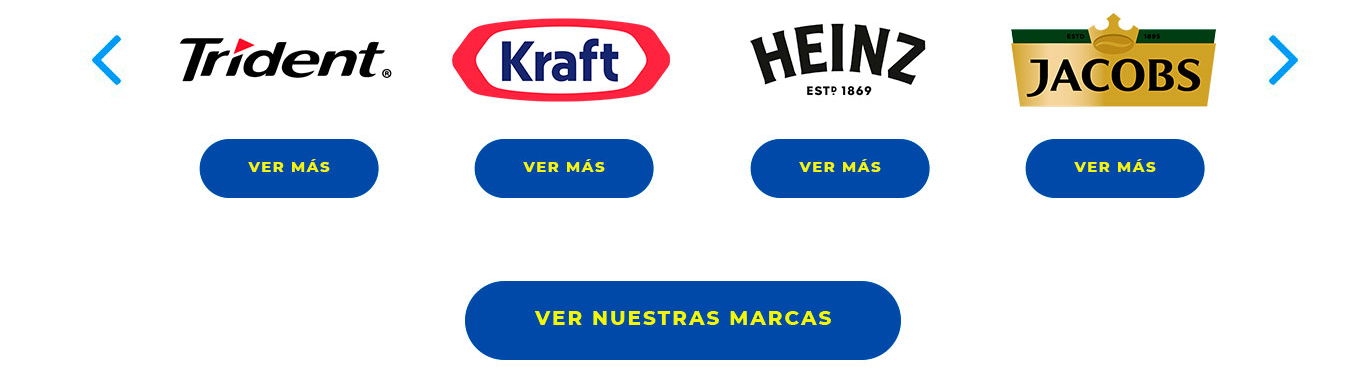 Trident®
Kraft
HEINZ
ESTD 1869
ESTD 1895
JACOBS
VER MÁS
VER MÁS
VER MÁS
VER MÁS
VER NUESTRAS MARCAS